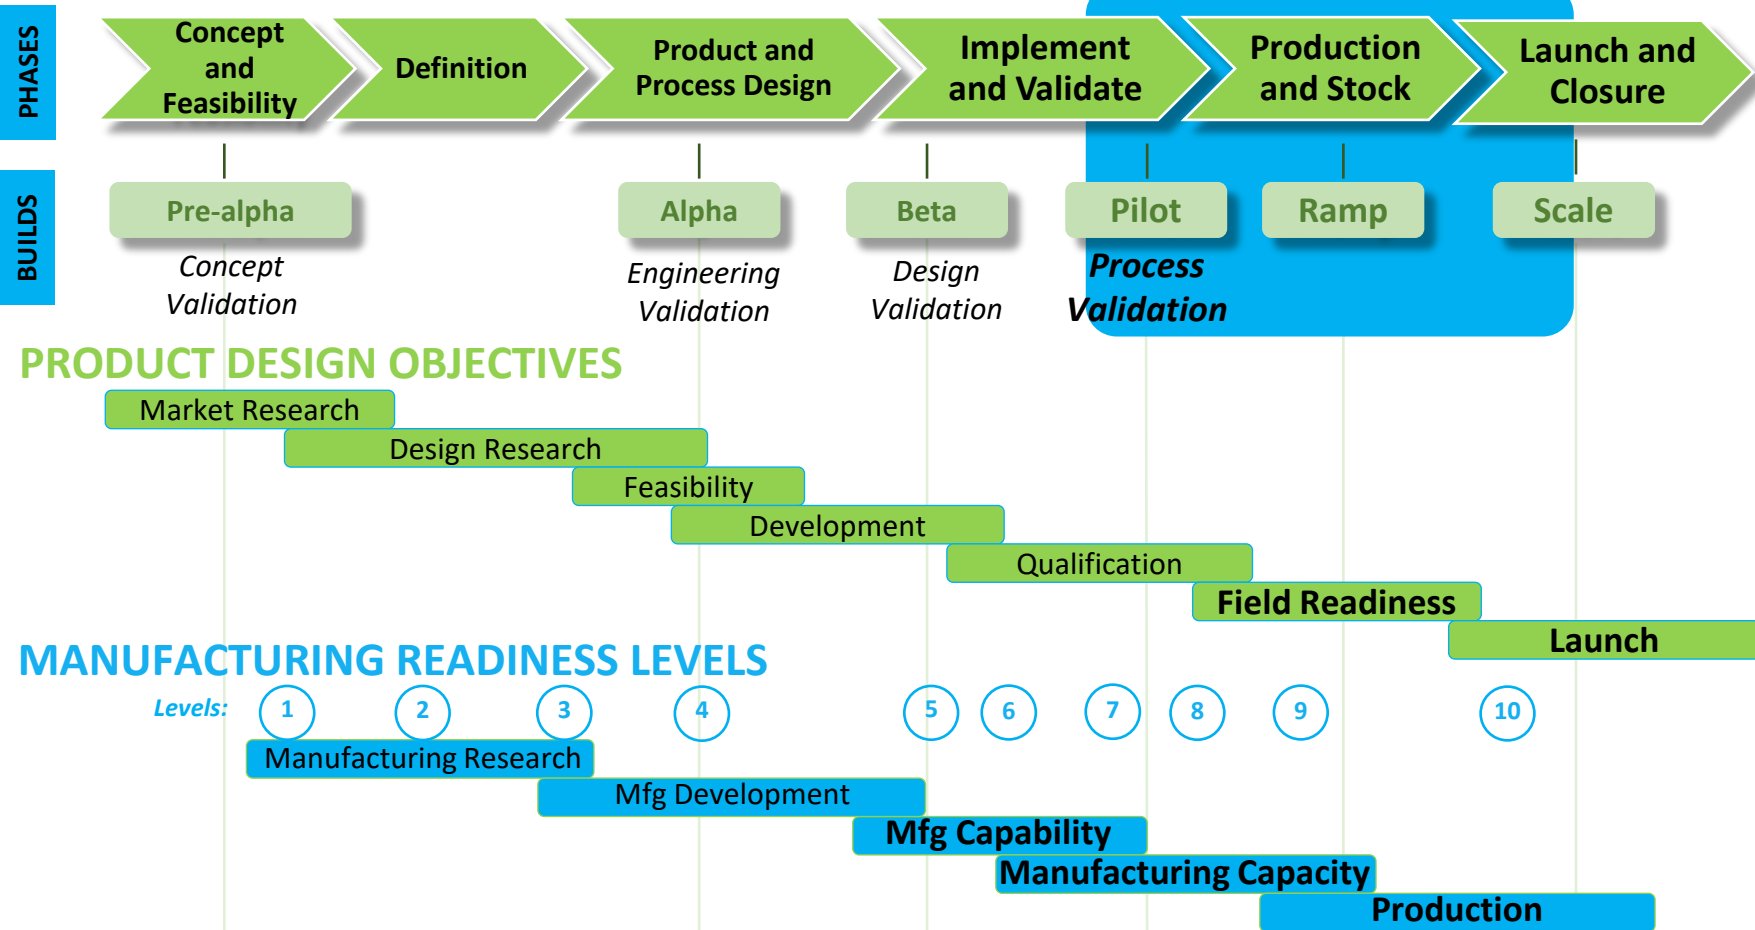 PHASES
Concept
and
Feasibility
Definition
Product and
Process Design
Implement
and Validate
Production
and Stock
Launch and
Closure
BUILDS
Pre-alpha
Alpha
Beta
Pilot
Ramp
Scale
Concept
Validation
Engineering
Validation
Design
Validation
Process
Validation
PRODUCT DESIGN OBJECTIVES
Market Research
Design Research
Feasibility
Development
Qualification
Field Readiness
Launch
MANUFACTURING READINESS LEVELS
Levels: 1 2 3 4 5 6 7 8 9 10
Manufacturing Research
Mfg Development
Mfg Capability
Manufacturing Capacity
Production